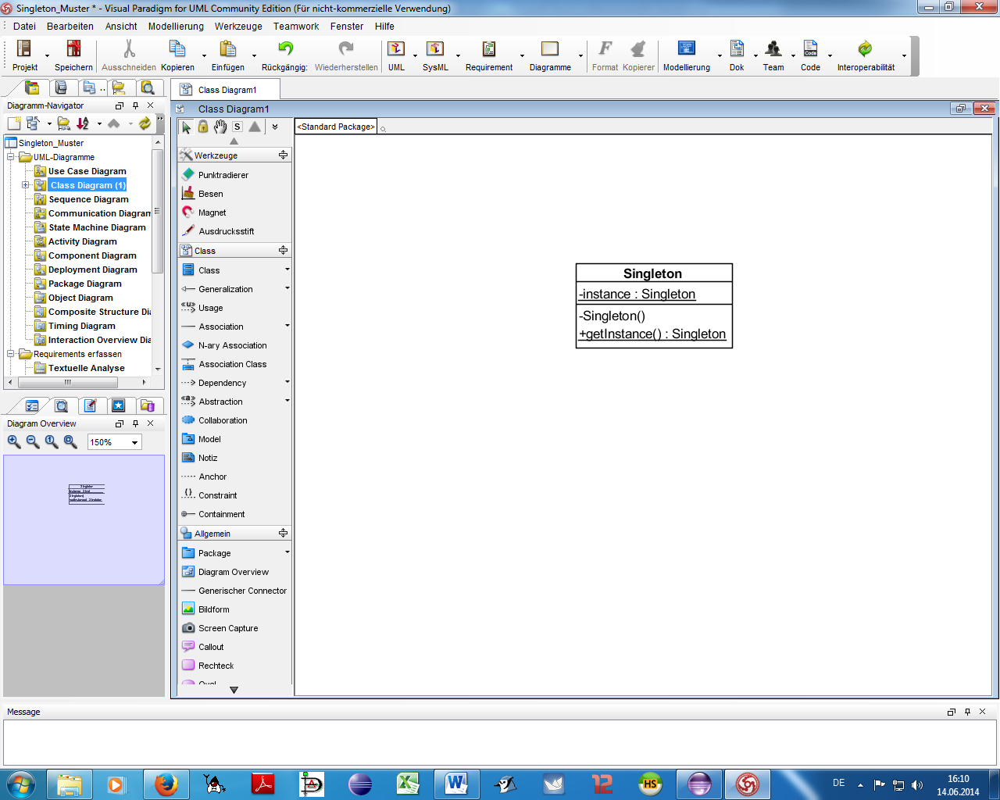 Singleton_Muster * - Visual Paradigm for UML Community Edition (Für nicht-kommerzielle Verwendung)
Datei Bearbeiten Ansicht Modellierung Werkzeuge Teamwork Fenster Hilfe
Projekt Speichern Ausschneiden Kopieren Einfügen Rückgängig: Wiederherstellen UML SysML Requirement Diagramme Format Kopierer Modellierung Dok Team Code Interoperabilität
Class Diagram1
Diagramm-Navigator
Singleton_Muster
UML-Diagramme
Use Case Diagram
Class Diagram (1)
Sequence Diagram
Communication Diagram
State Machine Diagram
Activity Diagram
Component Diagram
Deployment Diagram
Package Diagram
Object Diagram
Composite Structure Dia
Timing Diagram
Interaction Overview Dia
Requirements erfassen
Textuelle Analyse
Diagram Overview
150%
Class Diagram1
S
<Standard Package>
Werkzeuge
Punktradierer
Besen
Magnet
Ausdrucksstift
Class
Class
Generalization
<<u>> Usage
Association
N-ary Association
Association Class
Dependency
<<a>> Abstraction
Collaboration
Model
Notiz
Anchor
{} Constraint
Containment
Allgemein
Package
Diagram Overview
Generischer Connector
Bildform
Screen Capture
Callout
Rechteck
Oval
Singleton
-instance : Singleton
-Singleton()
+getInstance() : Singleton
Message
12 HS DE 16:10
14.06.2014